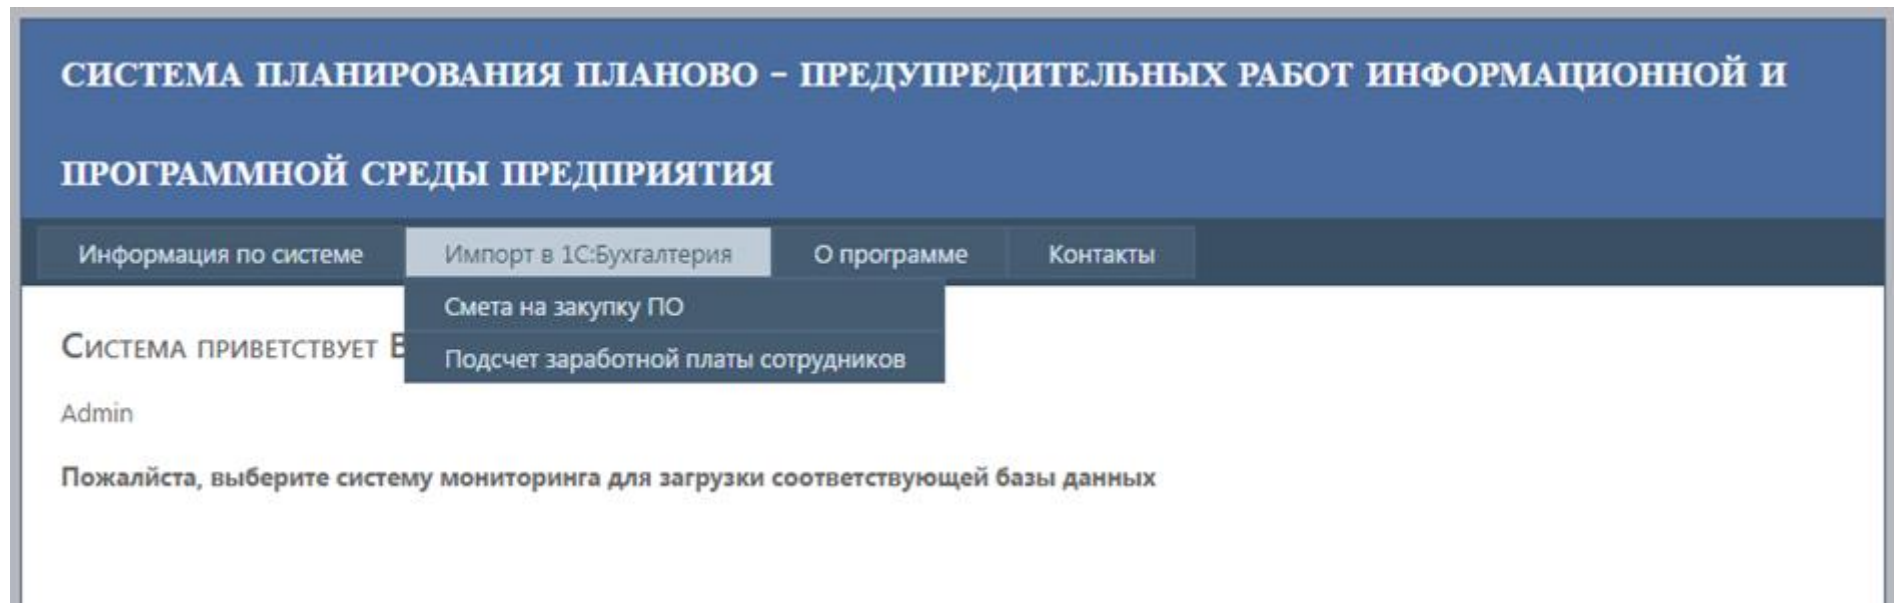 СИСТЕМА ПЛАНИРОВАНИЯ ПЛАНОВО – ПРЕДУПРЕДИТЕЛЬНЫХ РАБОТ ИНФОРМАЦИОННОЙ И
ПРОГРАММНОЙ СРЕДЫ ПРЕДПРИЯТИЯ
Информация по системе Импорт в 1С:Бухгалтерия О программе Контакты
Смета на закупку ПО
Подсчет заработной платы сотрудников
СИСТЕМА ПРИВЕТСТВУЕТ
Admin
Пожалйста, выберите систему мониторинга для загрузки соответствующей базы данных